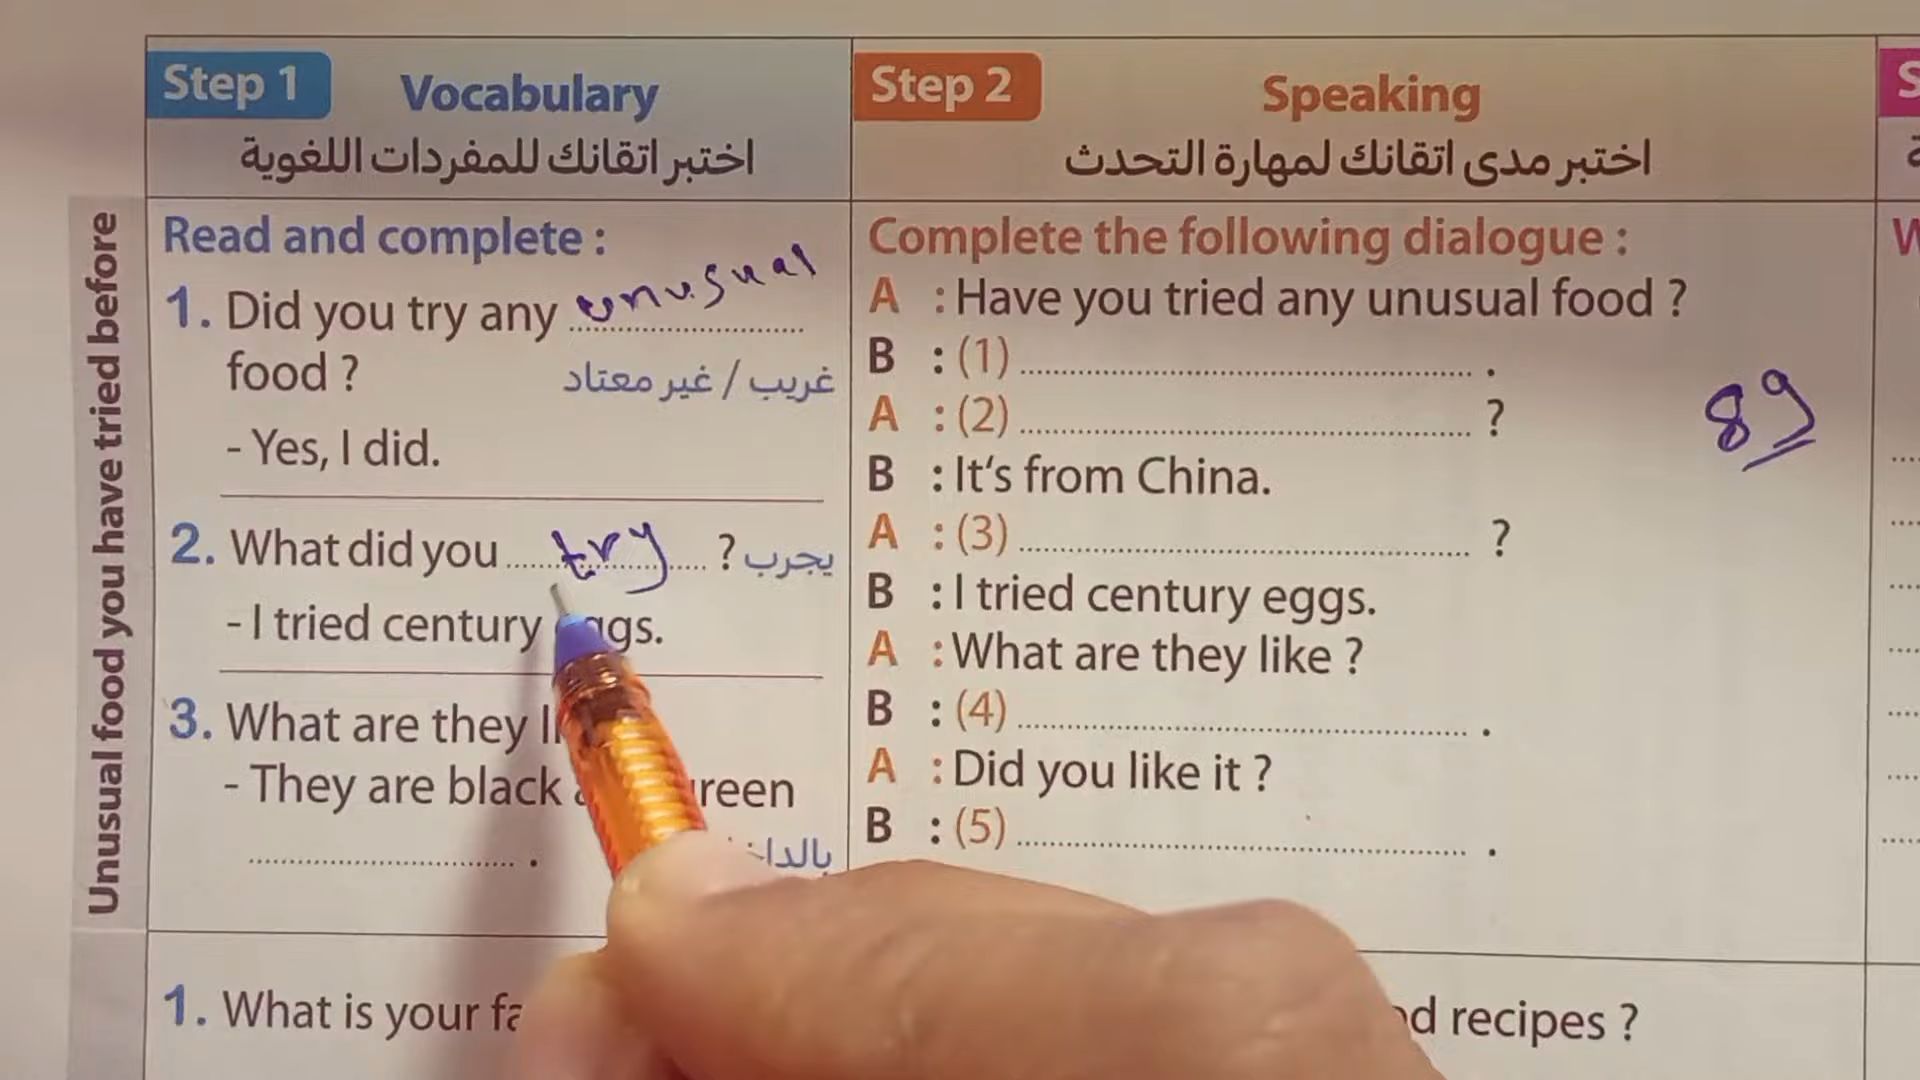 Step 1 Vocabulary
اختبر اتقانك للمفردات اللغوية
Unusual food you have tried before
Read and complete :
1. Did you try any unusual
food ? غريب / غير معتاد
- Yes, I did.
2. What did you try ? يجرب
- I tried century eggs.
3. What are they
- They are black
.
1. What is your
Step 2 Speaking
اختبر مدى اتقانك لمهارة التحدث
Complete the following dialogue :
A : Have you tried any unusual food ?
B : (1) .
A : (2) ?
B : It's from China.
A : (3) ?
B : I tried century eggs.
A : What are they like ?
B : (4) .
A : Did you like it ?
B : (5) .
89
recipes ?